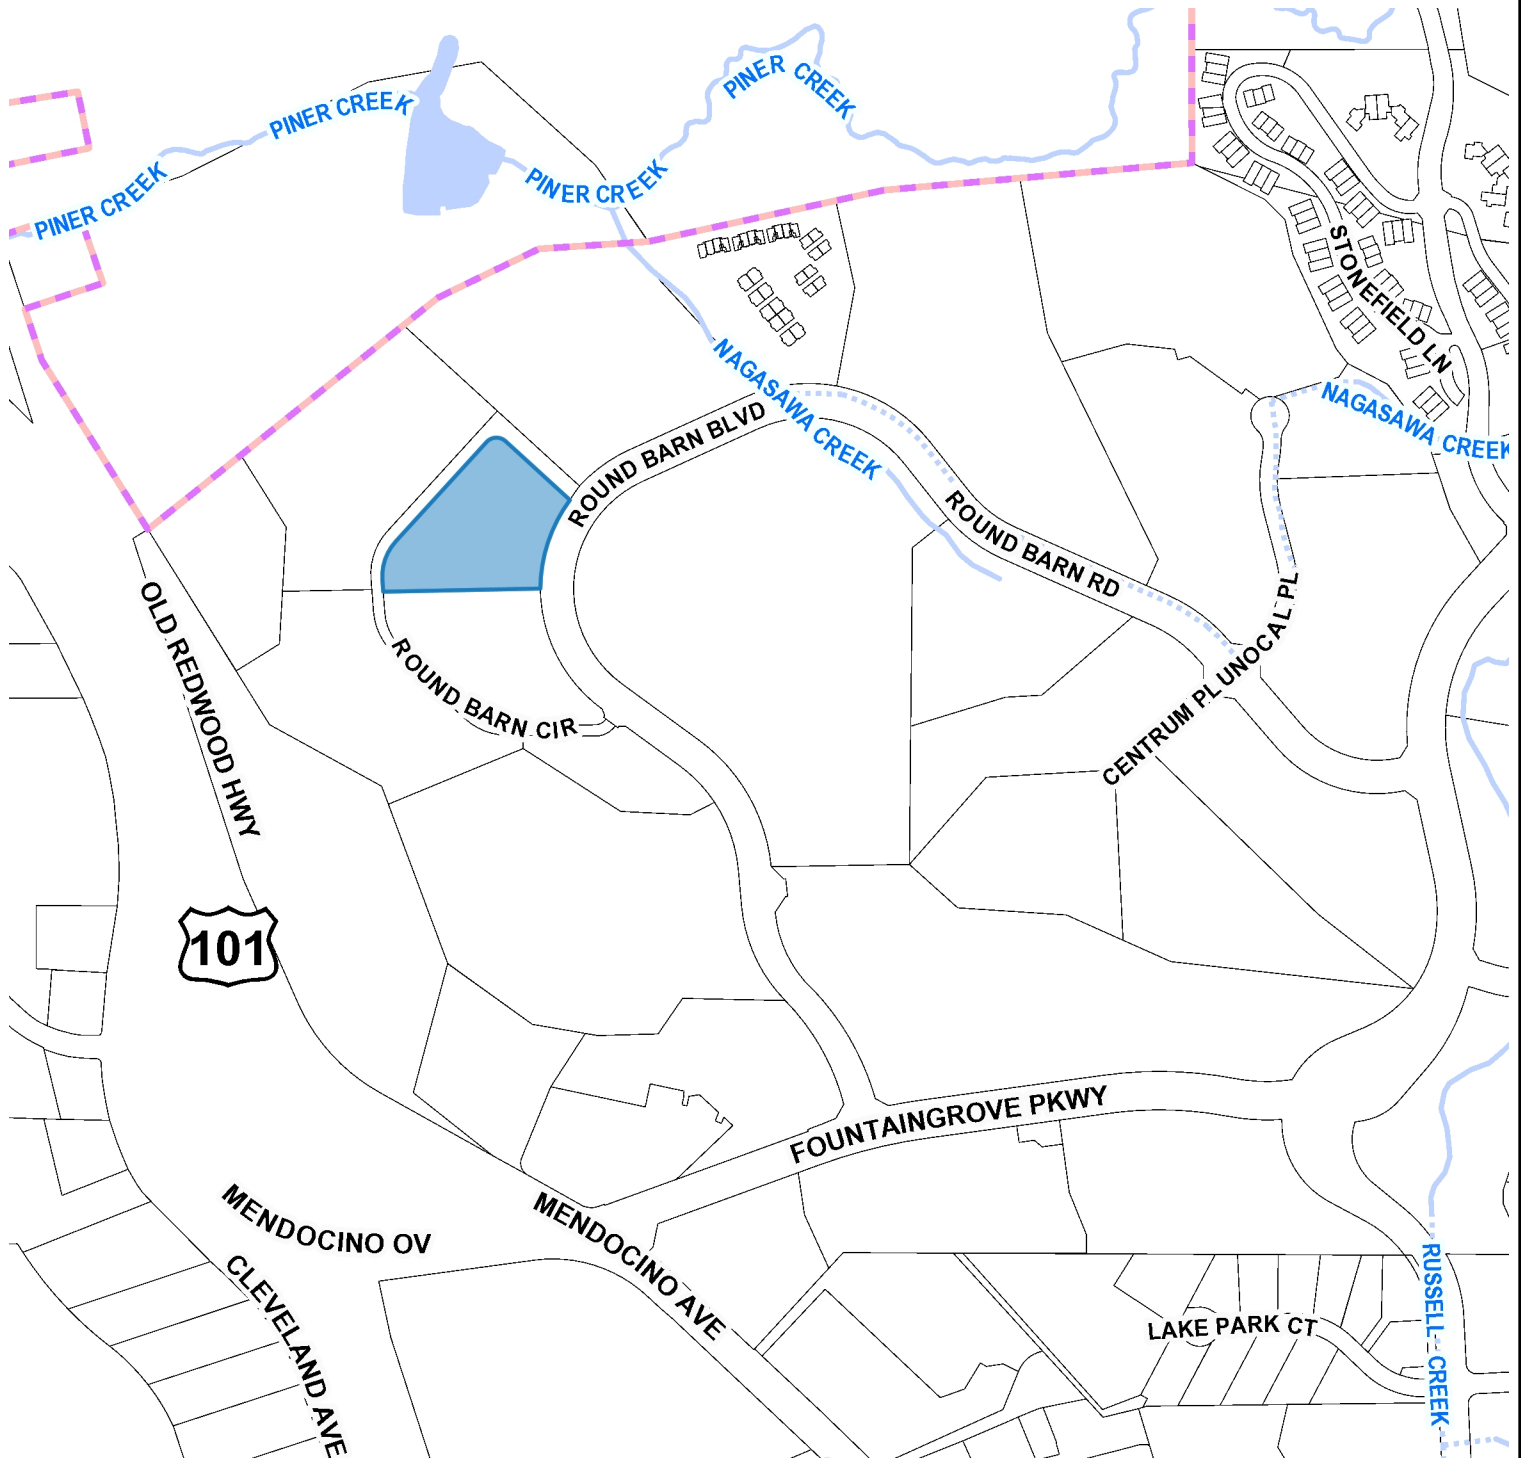 PINER CREEK
PINER CREEK
PINER CREEK
PINER CREEK
STONEFIELD LN
NAGASAWA CREEK
NAGASAWA CREEK
ROUND BARN BLVD
ROUND BARN RD
OLD REDWOOD HWY
ROUND BARN CIR
CENTRUM PL
UNOCAL PL
101
FOUNTAINGROVE PKWY
MENDOCINO OV
MENDOCINO AVE
CLEVELAND AVE
LAKE PARK CT
RUSSELL CREEK